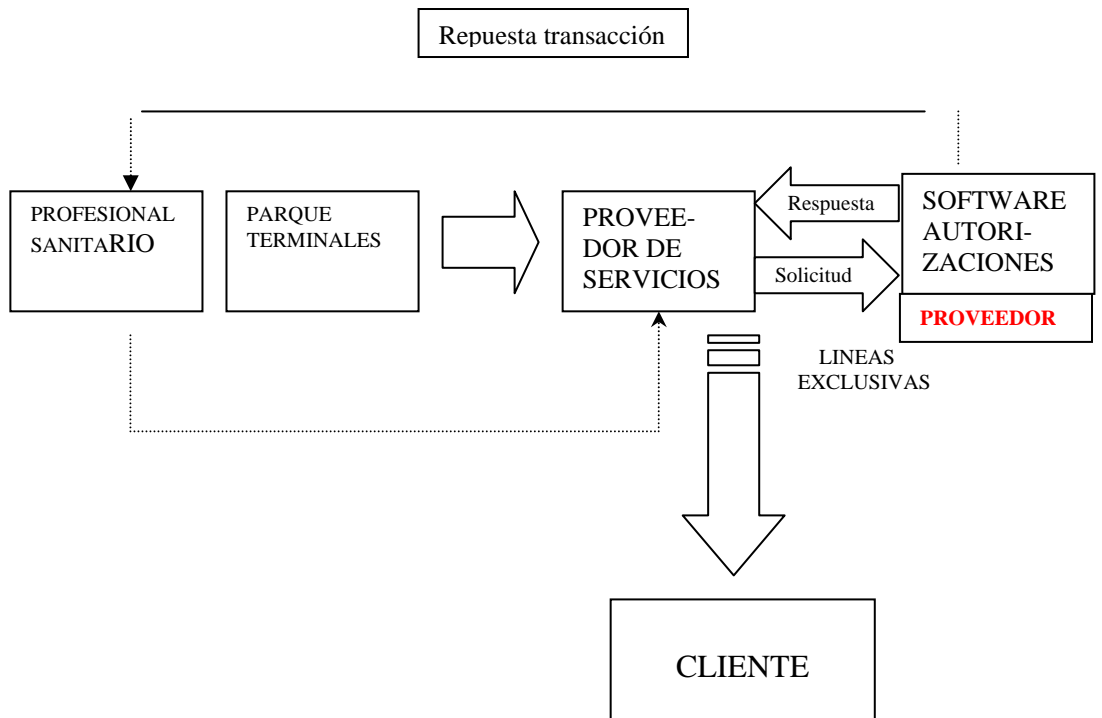 Repuesta transacción
PROFESIONAL
SANITARIO
PARQUE
TERMINALES
PROVEE-
DOR DE
SERVICIOS
Respuesta
Solicitud
SOFTWARE
AUTORI-
ZACIONES
PROVEEDOR
LINEAS
EXCLUSIVAS
CLIENTE